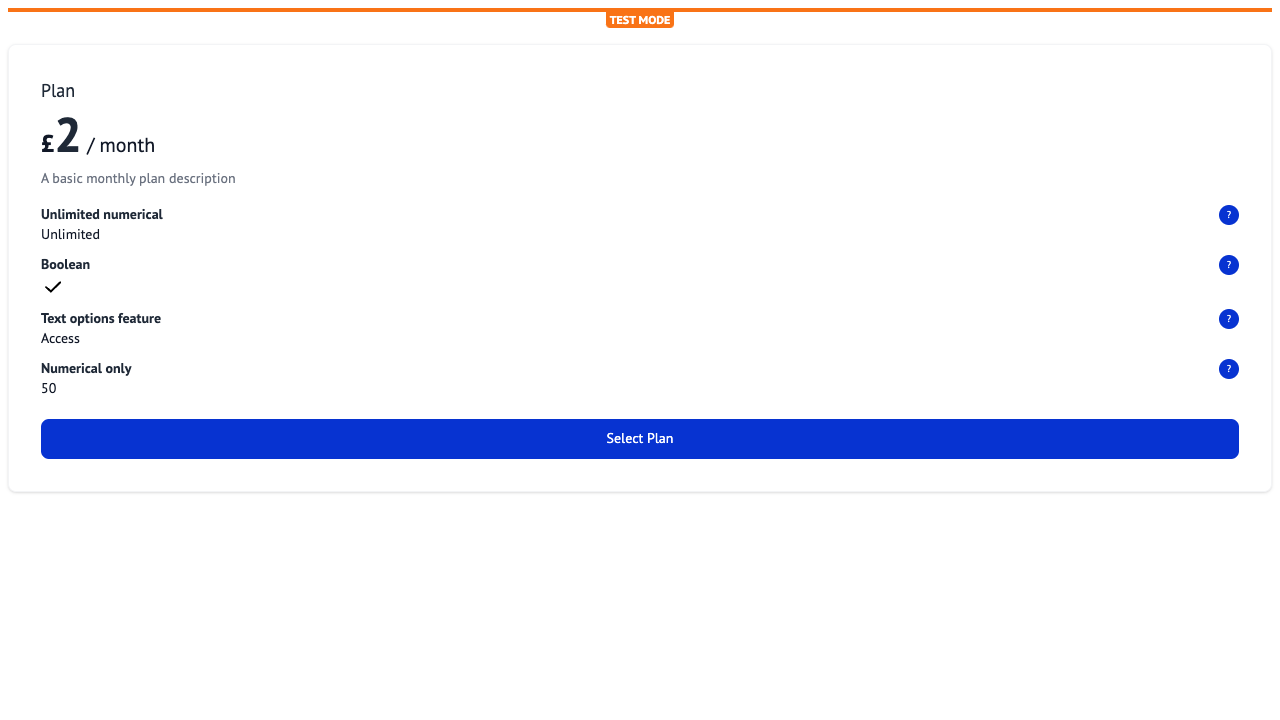 TEST MODE
Plan
£2 / month
A basic monthly plan description
Unlimited numerical ?
Unlimited
Boolean ?
Text options feature ?
Access
Numerical only ?
50
Select Plan